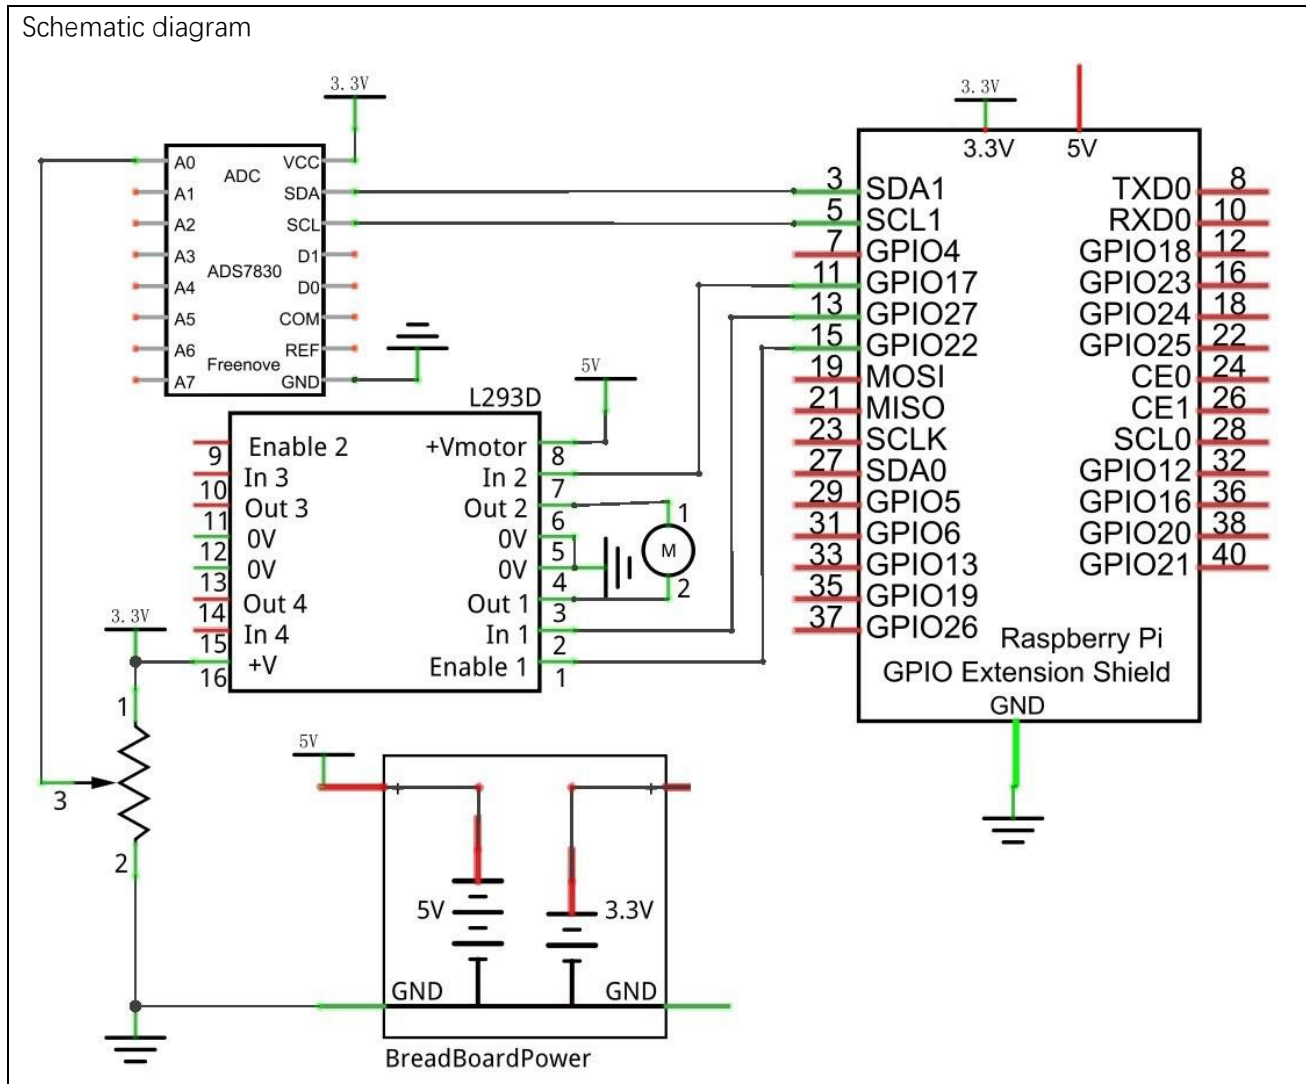 Schematic diagram
3.3V
A0
A1
A2
A3
A4
A5
A6
A7
ADC
ADS7830
Freenove
VCC
SDA
SCL
D1
D0
COM
REF
GND
3.3V
3.3V
5V
3 SDA1
5 SCL1
7 GPIO4
11 GPIO17
13 GPIO27
15 GPIO22
19 MOSI
21 MISO
23 SCLK
27 SDA0
29 GPIO5
31 GPIO6
33 GPIO13
35 GPIO19
37 GPIO26
TXD0 8
RXD0 10
GPIO18 12
GPIO23 16
GPIO24 18
GPIO25 22
CE0 24
CE1 26
SCL0 28
GPIO12 32
GPIO16 36
GPIO20 38
GPIO21 40
Raspberry Pi
GPIO Extension Shield
GND
L293D
5V
9 Enable 2
10 In 3
11 Out 3
12 0V
13 0V
14 Out 4
15 In 4
16 +V
+Vmotor 8
In 2 7
Out 2 6
0V 5
0V 4
Out 1 3
In 1 2
Enable 1 1
1
M
2
3.3V
1
3
2
5V
+
+
5V
3.3V
GND
GND
BreadBoardPower